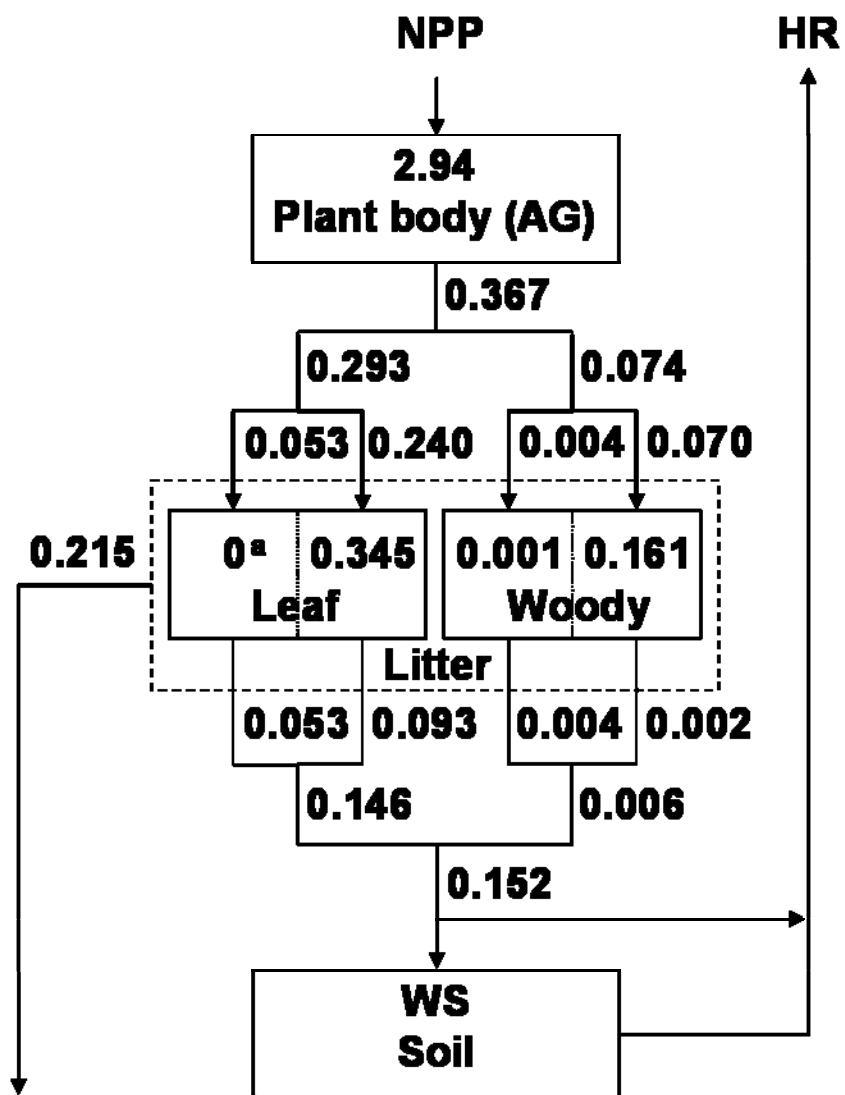 NPP HR
2.94
Plant body (AG)
0.367
0.293 0.074
0.053 0.240 0.004 0.070
0.215 0ª 0.345 0.001 0.161
Leaf Woody
Litter
0.053 0.093 0.004 0.002
0.146 0.006
0.152
WS
Soil